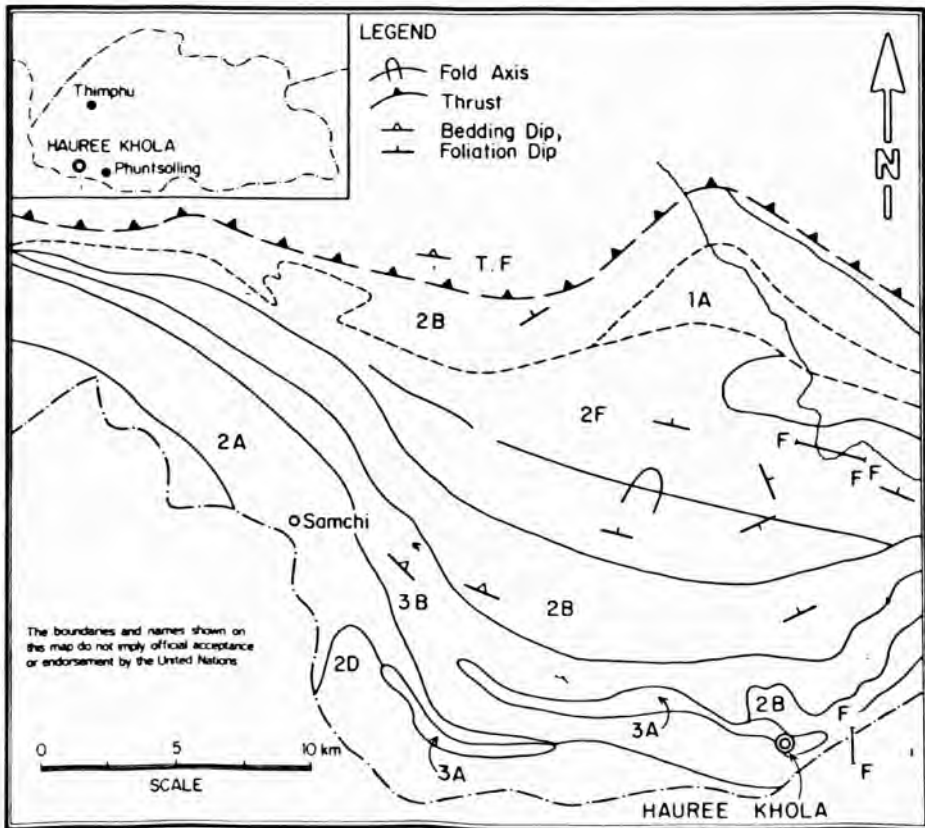 Thimphu
HAUREE KHOLA
Phuntsolling
LEGEND
Fold Axis
Thrust
Bedding Dip,
Foliation Dip
N
T.F
2B
1A
2F
2A
F
F
F
Samchi
3B
2B
The boundaries and names shown on
this map do not imply official acceptance
or endorsement by the United Nations
2D
2B
3A
F
3A
F
0 5 10 km
SCALE
HAUREE KHOLA